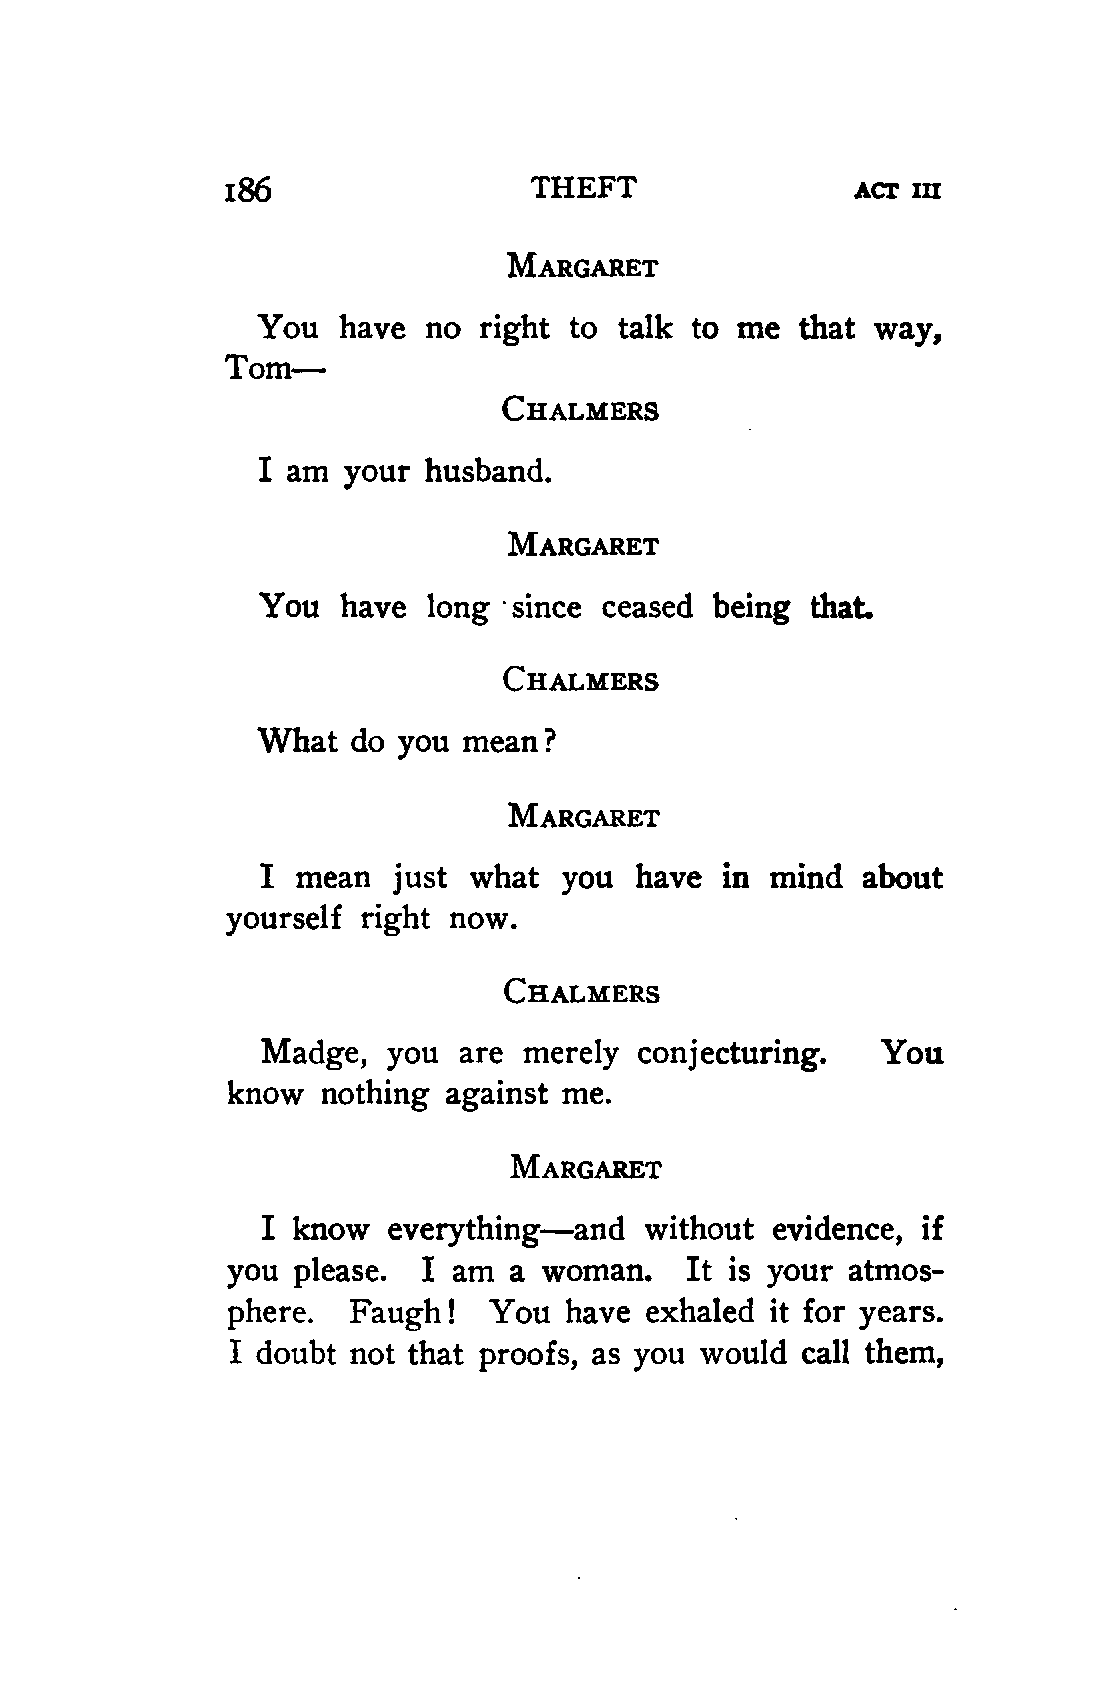 186 THEFT ACT III
MARGARET
You have no right to talk to me that way,
Tom—
CHALMERS
I am your husband.
MARGARET
You have long since ceased being that.
CHALMERS
What do you mean?
MARGARET
I mean just what you have in mind about
yourself right now.
CHALMERS
Madge, you are merely conjecturing. You
know nothing against me.
MARGARET
I know everything—and without evidence, if
you please. I am a woman. It is your atmos-
phere. Faugh! You have exhaled it for years.
I doubt not that proofs, as you would call them,